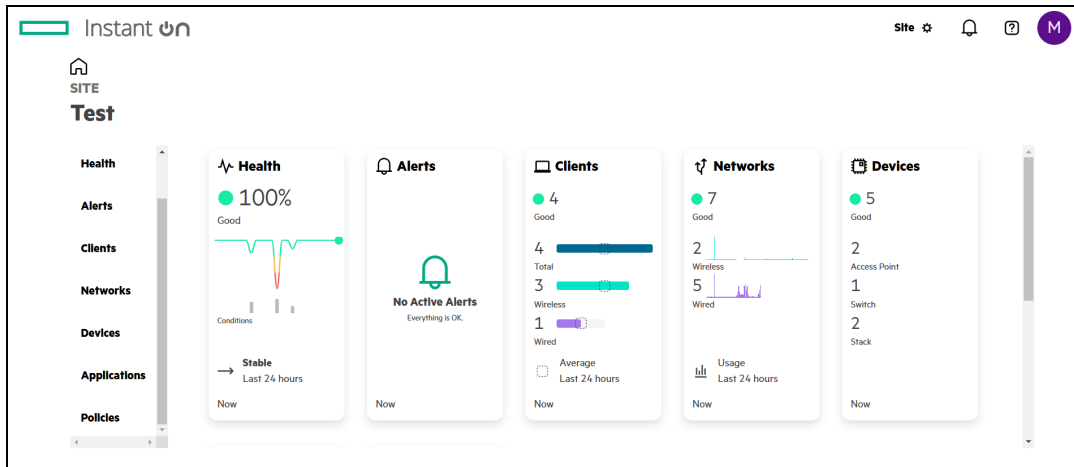 Instant on
Site
M
SITE
Test
Health
Alerts
Clients
Networks
Devices
Applications
Policies
Health
100%
Good
Conditions
Stable
Last 24 hours
Now
Alerts
No Active Alerts
Everything is OK.
Now
Clients
4
Good
4
Total
3
Wireless
1
Wired
Average
Last 24 hours
Now
Networks
7
Good
2
Wireless
5
Wired
Usage
Last 24 hours
Now
Devices
5
Good
2
Access Point
1
Switch
2
Stack
Now